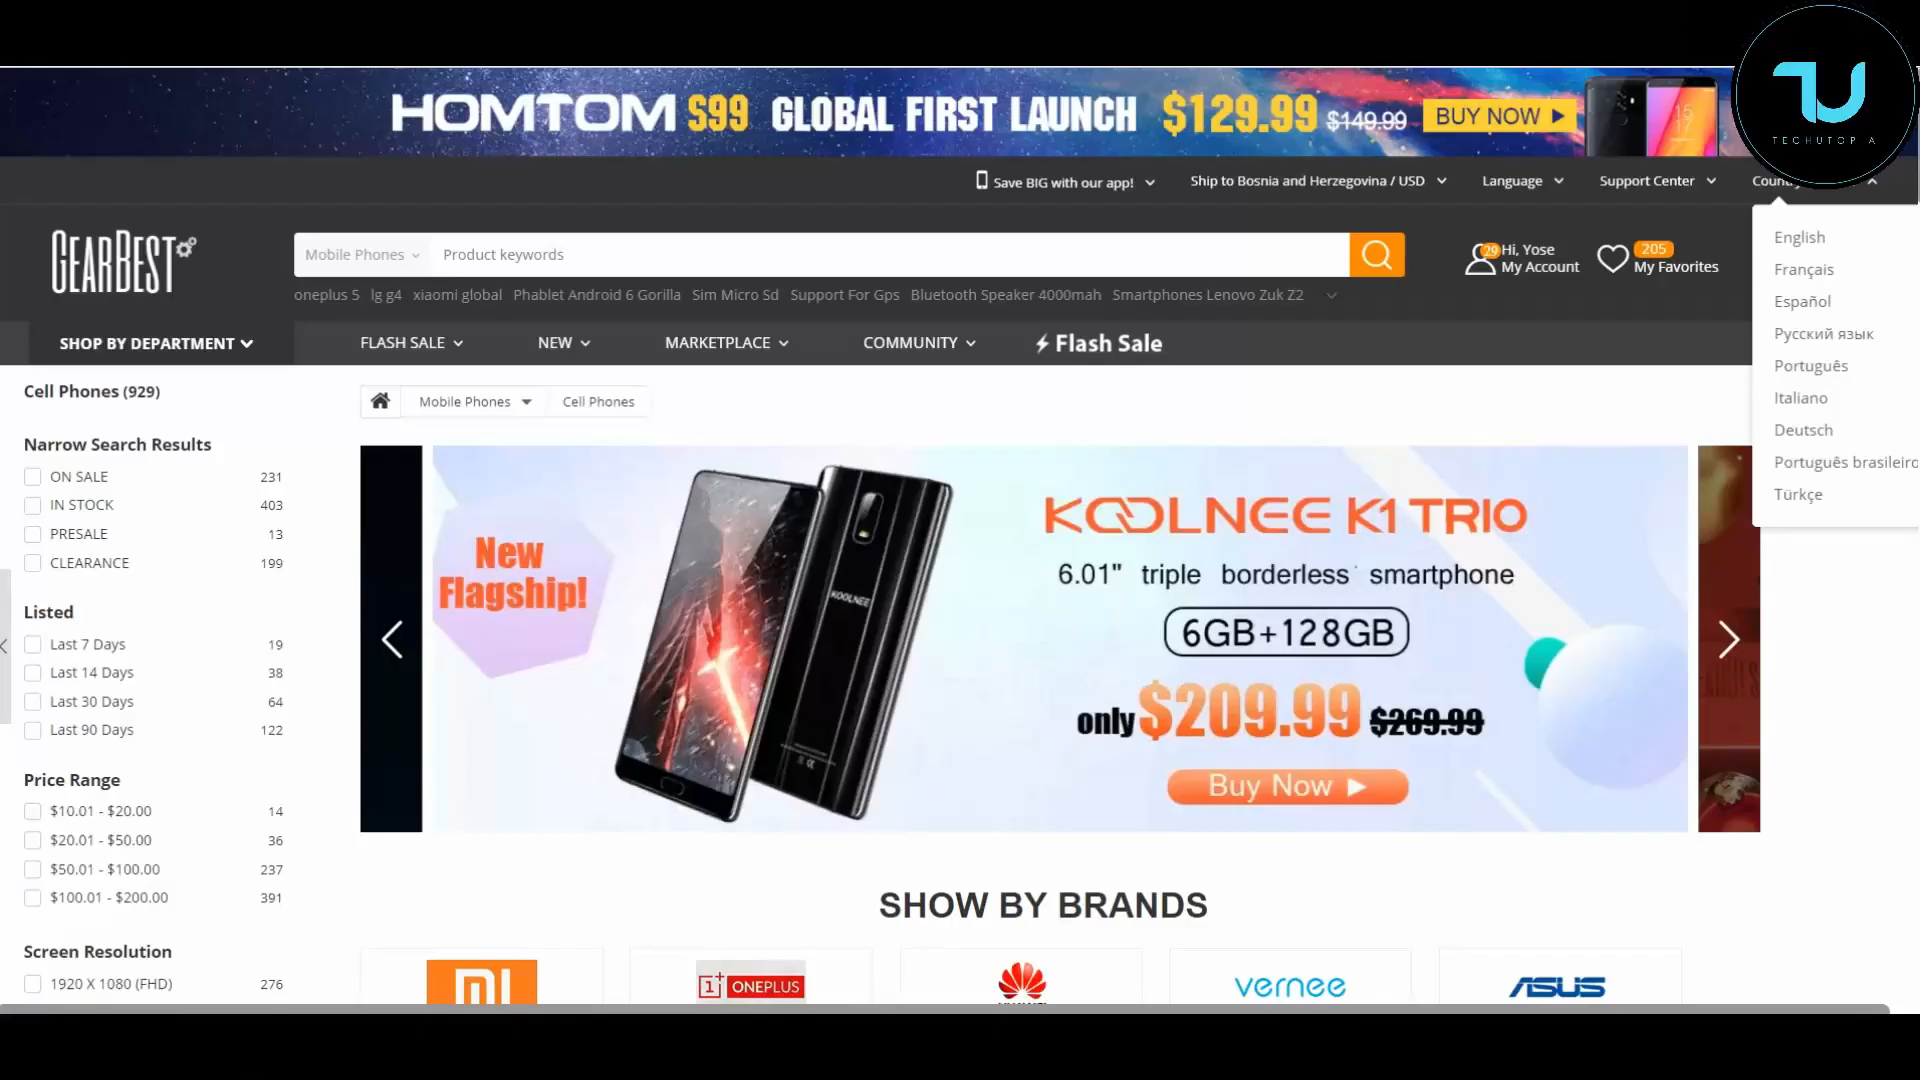 HOMTOM S99 GLOBAL FIRST LAUNCH $129.99 $149.99 BUY NOW
TECHUTOPIA
Save BIG with our app! Ship to Bosnia and Herzegovina / USD Language Support Center
GEARBEST
Mobile Phones Product keywords
29 Hi, Yose
My Account
205
My Favorites
oneplus 5 lg g4 xiaomi global Phablet Android 6 Gorilla Sim Micro Sd Support For Gps Bluetooth Speaker 4000mah Smartphones Lenovo Zuk Z2
SHOP BY DEPARTMENT FLASH SALE NEW MARKETPLACE COMMUNITY Flash Sale
English
Français
Español
Русский язык
Português
Italiano
Deutsch
Português brasileiro
Türkçe
Cell Phones (929)
Narrow Search Results
ON SALE 231
IN STOCK 403
PRESALE 13
CLEARANCE 199
Listed
Last 7 Days 19
Last 14 Days 38
Last 30 Days 64
Last 90 Days 122
Price Range
$10.01 - $20.00 14
$20.01 - $50.00 36
$50.01 - $100.00 237
$100.01 - $200.00 391
Screen Resolution
1920 X 1080 (FHD) 276
Mobile Phones Cell Phones
New
Flagship!
KOOLNEE
KOOLNEE K1 TRIO
6.01" triple borderless smartphone
6GB+128GB
only $209.99 $269.99
Buy Now
SHOW BY BRANDS
MI
1+ ONEPLUS
vernee
ASUS